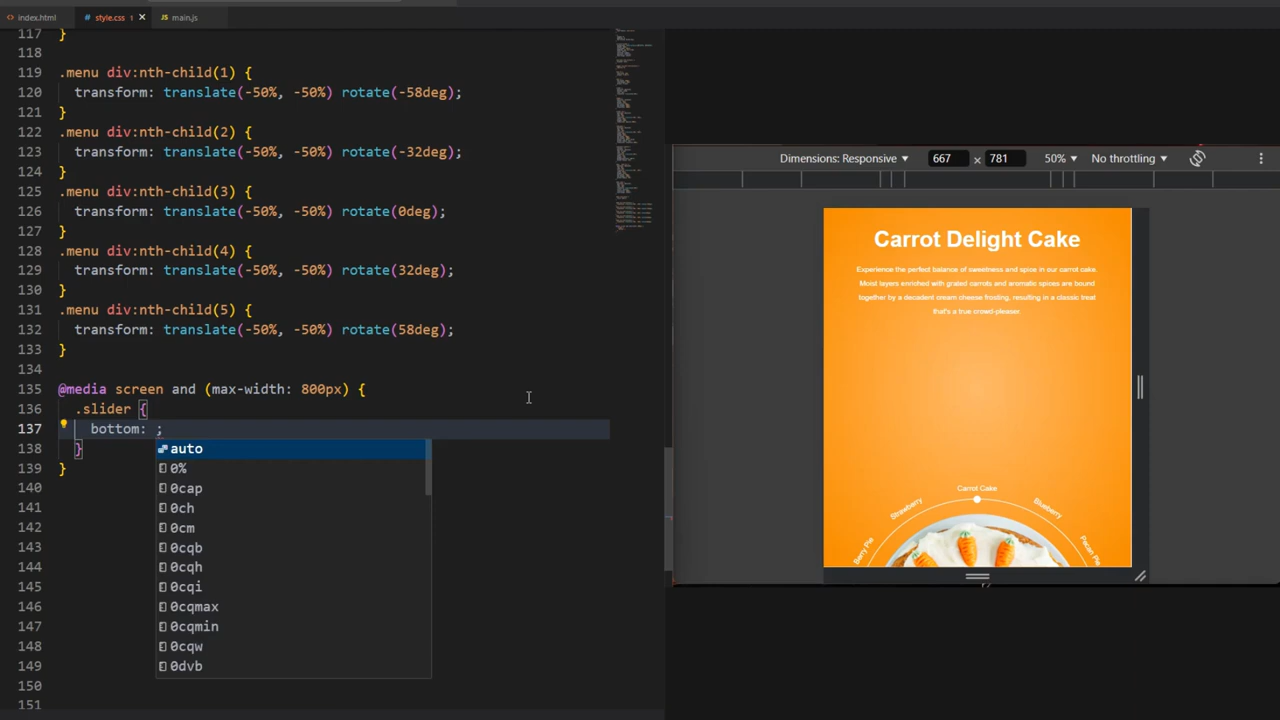 index.html
# style.css 1 ✕
JS main.js
117 }
118
119 .menu div:nth-child(1) {
120 transform: translate(-50%, -50%) rotate(-58deg);
121 }
122 .menu div:nth-child(2) {
123 transform: translate(-50%, -50%) rotate(-32deg);
124 }
125 .menu div:nth-child(3) {
126 transform: translate(-50%, -50%) rotate(0deg);
127 }
128 .menu div:nth-child(4) {
129 transform: translate(-50%, -50%) rotate(32deg);
130 }
131 .menu div:nth-child(5) {
132 transform: translate(-50%, -50%) rotate(58deg);
133 }
134
135 @media screen and (max-width: 800px) {
136 .slider {
137 bottom: ;
138 }
139 }
140
141
142
143
144
145
146
147
148
149
150
151
auto
0%
0cap
0ch
0cm
0cqb
0cqh
0cqi
0cqmax
0cqmin
0cqw
0dvb
Dimensions: Responsive 667 × 781 50% No throttling
Carrot Delight Cake
Experience the perfect balance of sweetness and spice in our carrot cake.
Moist layers enriched with grated carrots and aromatic spices are bound
together by a decadent cream cheese frosting, resulting in a classic treat
that's a true crowd-pleaser.
Berry Pie
Strawberry
Carrot Cake
Blueberry
Pacan Pie